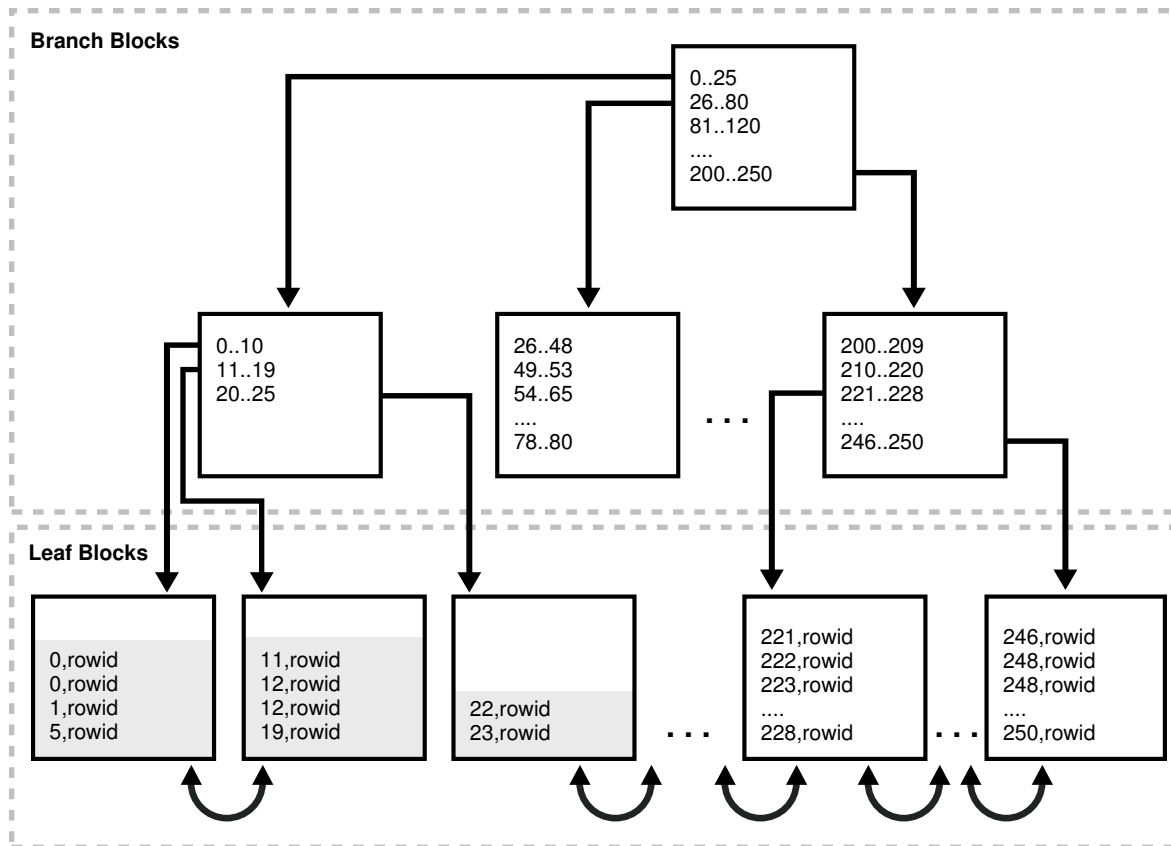 Branch Blocks
0..25
26..80
81..120
....
200..250
0..10
11..19
20..25
26..48
49..53
54..65
....
78..80
. . .
200..209
210..220
221..228
....
246..250
Leaf Blocks
0,rowid
0,rowid
1,rowid
5,rowid
11,rowid
12,rowid
12,rowid
19,rowid
22,rowid
23,rowid
. . .
221,rowid
222,rowid
223,rowid
....
228,rowid
. . .
246,rowid
248,rowid
248,rowid
....
250,rowid